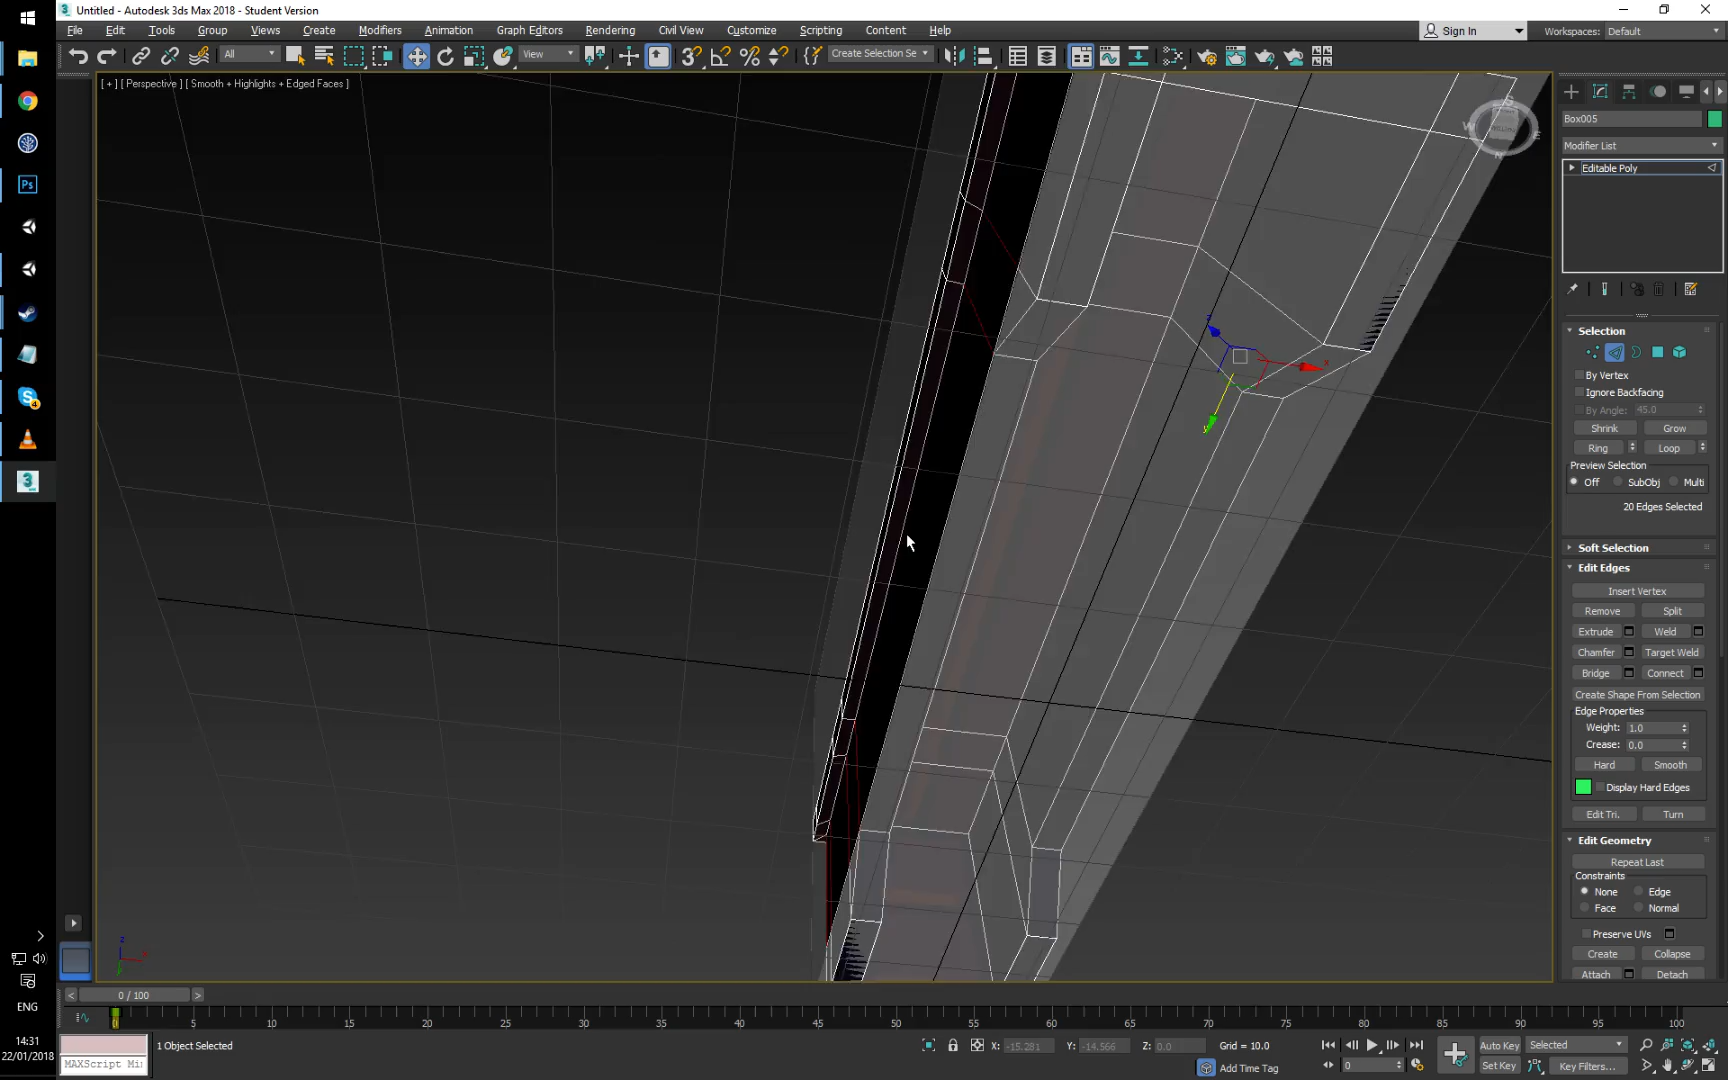 Untitled - Autodesk 3ds Max 2018 - Student Version
File Edit Tools Group Views Create Modifiers Animation Graph Editors Rendering Civil View Customize Scripting Content Help
Sign In Workspaces: Default
All View Create Selection Se
[ + ] [ Perspective ] [ Smooth + Highlights + Edged Faces ]
Box005
Modifier List
Editable Poly
Selection
By Vertex
Ignore Backfacing
By Angle: 45.0
Shrink Grow
Ring Loop
Preview Selection
Off SubObj Multi
20 Edges Selected
Soft Selection
Edit Edges
Insert Vertex
Remove Split
Extrude Weld
Chamfer Target Weld
Bridge Connect
Create Shape From Selection
Edge Properties
Weight: 1.0
Crease: 0.0
Hard Smooth
Display Hard Edges
Edit Tri. Turn
Edit Geometry
Repeat Last
Constraints
None Edge
Face Normal
Preserve UVs
Create Collapse
Attach Detach
ENG
14:31
22/01/2018
0 / 100
0 5 10 15 20 25 30 35 40 45 50 55 60 65 70 75 80 85 90 95 100
1 Object Selected
MAXScript Mi
X: -15.281 Y: -14.566 Z: 0.0 Grid = 10.0
Add Time Tag
0
Auto Key Selected
Set Key Key Filters...